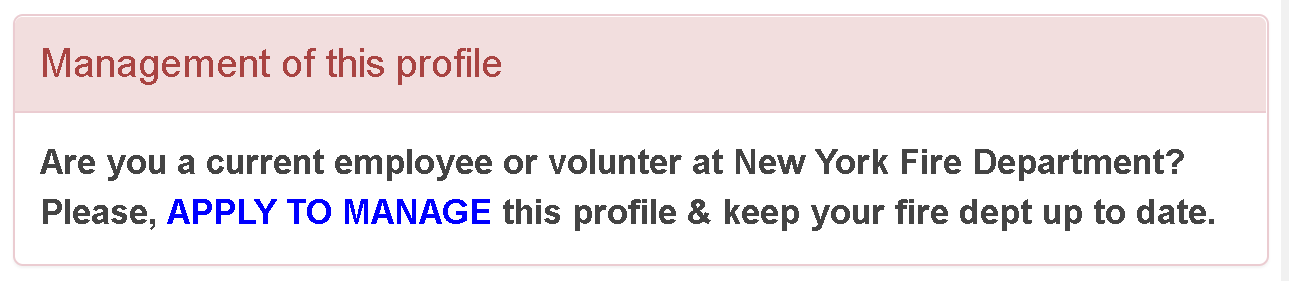 Management of this profile
Are you a current employee or volunter at New York Fire Department?
Please, APPLY TO MANAGE this profile & keep your fire dept up to date.